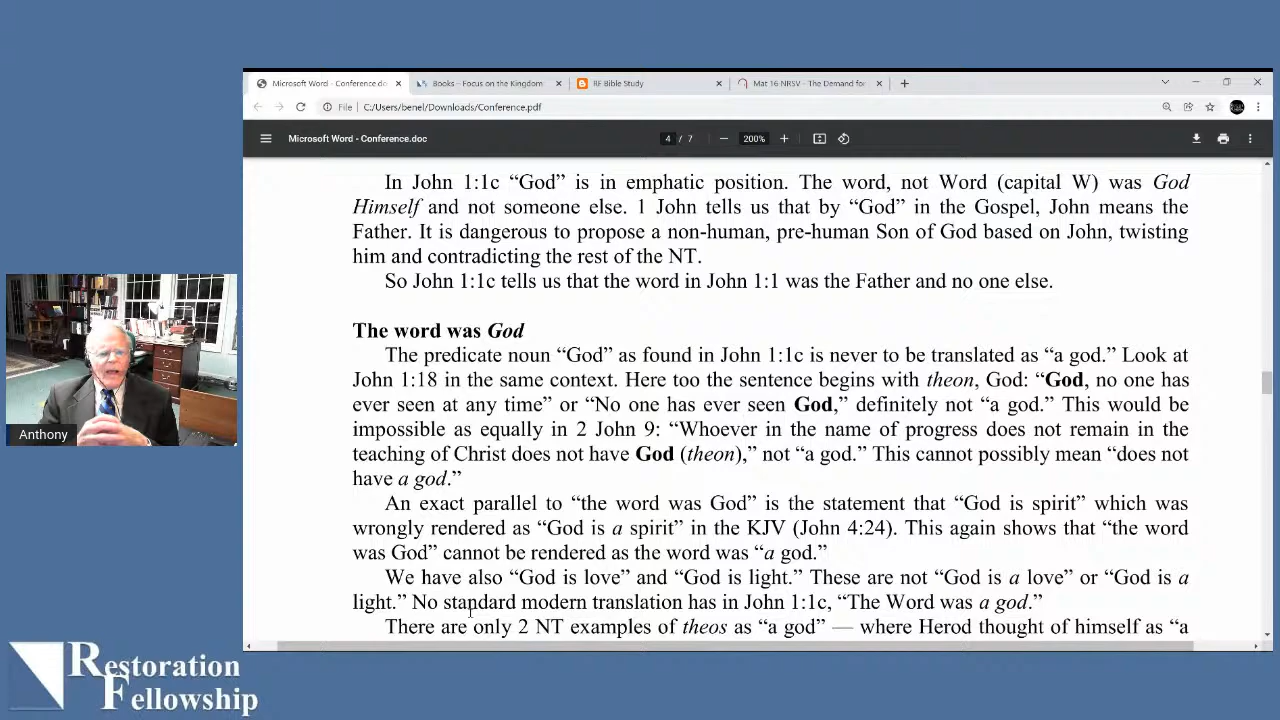 Microsoft Word - Conference.do
Books – Focus on the Kingdom
RF Bible Study
Mat 16 NRSV - The Demand for
File
C:/Users/benel/Downloads/Conference.pdf
Microsoft Word - Conference.doc
4 / 7
200%
In John 1:1c “God” is in emphatic position. The word, not Word (capital W) was God
Himself and not someone else. 1 John tells us that by “God” in the Gospel, John means the
Father. It is dangerous to propose a non-human, pre-human Son of God based on John, twisting
him and contradicting the rest of the NT.
So John 1:1c tells us that the word in John 1:1 was the Father and no one else.
The word was God
The predicate noun “God” as found in John 1:1c is never to be translated as “a god.” Look at
John 1:18 in the same context. Here too the sentence begins with theon, God: “God, no one has
ever seen at any time” or “No one has ever seen God,” definitely not “a god.” This would be
impossible as equally in 2 John 9: “Whoever in the name of progress does not remain in the
teaching of Christ does not have God (theon),” not “a god.” This cannot possibly mean “does not
have a god.”
An exact parallel to “the word was God” is the statement that “God is spirit” which was
wrongly rendered as “God is a spirit” in the KJV (John 4:24). This again shows that “the word
was God” cannot be rendered as the word was “a god.”
We have also “God is love” and “God is light.” These are not “God is a love” or “God is a
light.” No standard modern translation has in John 1:1c, “The Word was a god.”
There are only 2 NT examples of theos as “a god” — where Herod thought of himself as “a
Anthony
Restoration
Fellowship